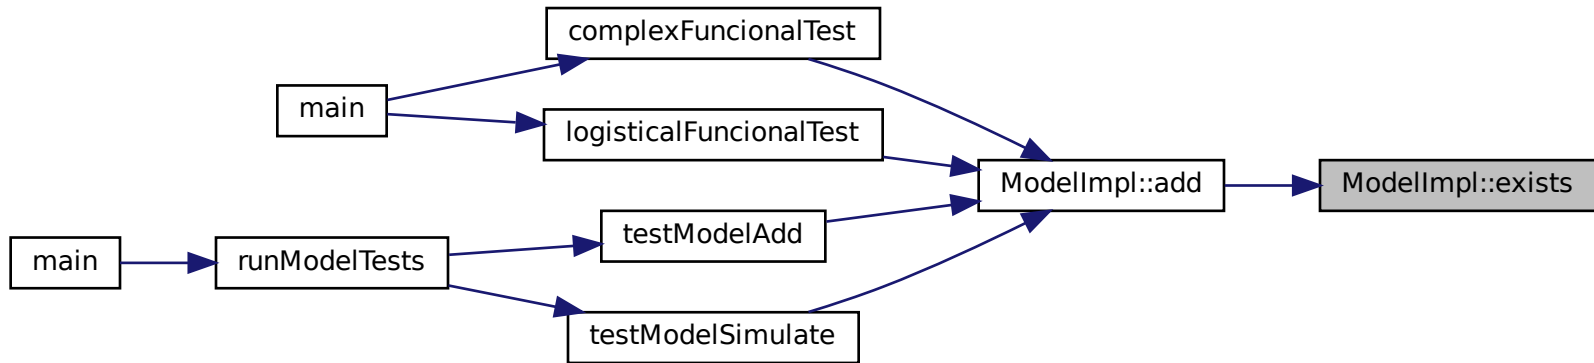 complexFuncionalTest
main
logisticalFuncionalTest
ModelImpl::add
ModelImpl::exists
testModelAdd
main
runModelTests
testModelSimulate